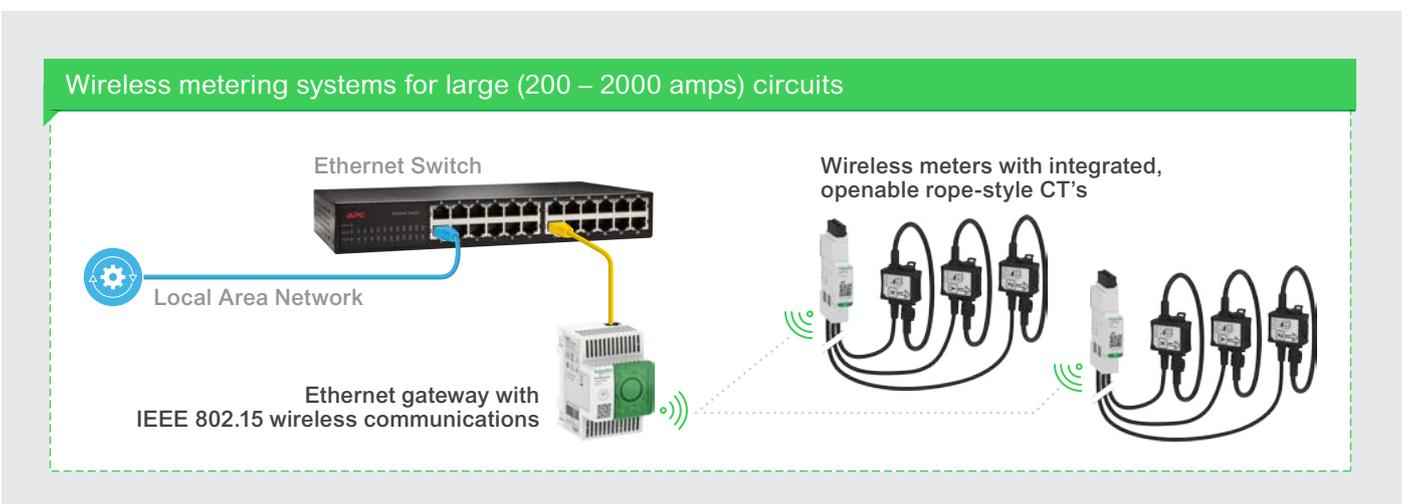 Wireless metering systems for large (200 – 2000 amps) circuits
Ethernet Switch
APC
Local Area Network
Ethernet gateway with
IEEE 802.15 wireless communications
Wireless meters with integrated,
openable rope-style CT's